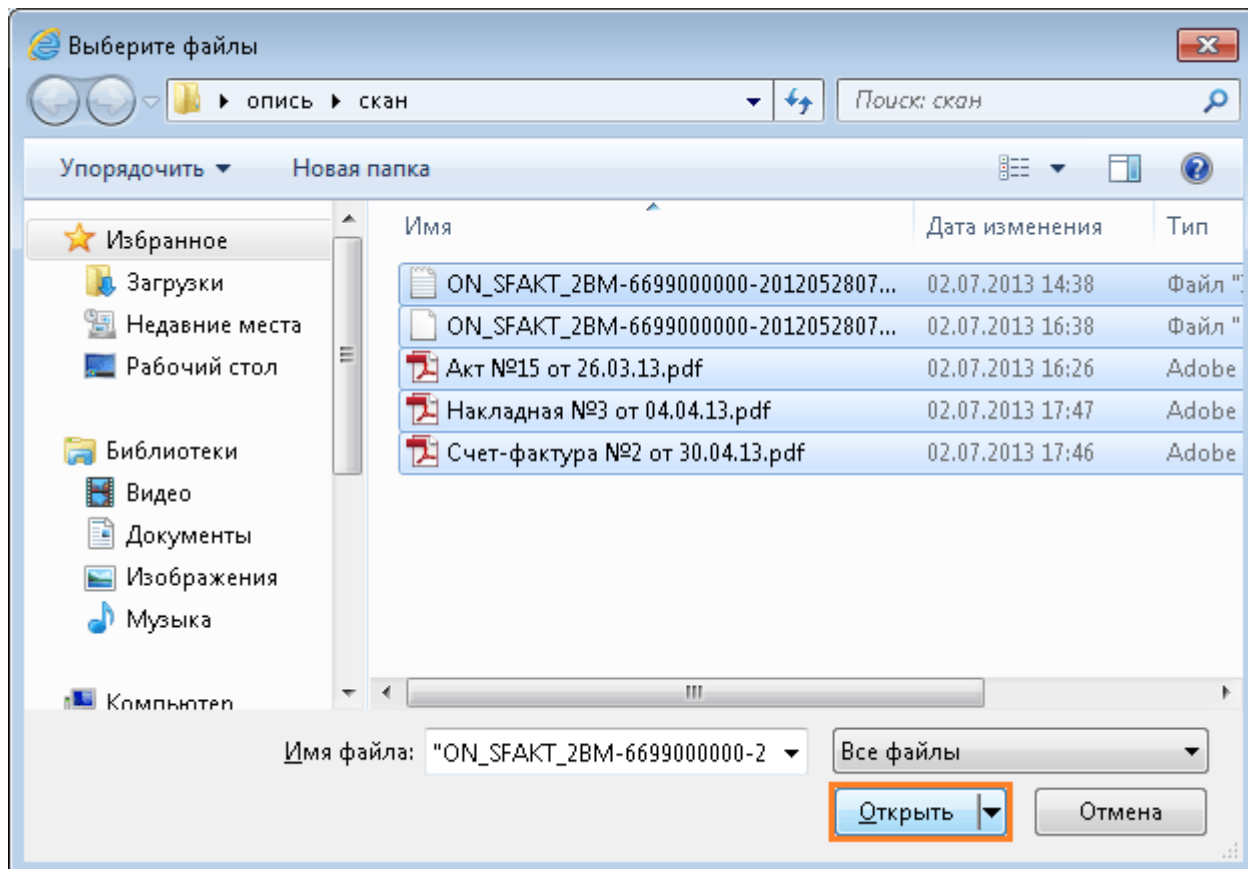 Выберите файлы
опись скан
Поиск: скан
Упорядочить Новая папка
Избранное
Загрузки
Недавние места
Рабочий стол
Библиотеки
Видео
Документы
Изображения
Музыка
Компьютер
Имя Дата изменения Тип
ON_SFAKT_2BM-6699000000-2012052807... 02.07.2013 14:38 Файл "
ON_SFAKT_2BM-6699000000-2012052807... 02.07.2013 16:38 Файл "
Акт №15 от 26.03.13.pdf 02.07.2013 16:26 Adobe
Накладная №3 от 04.04.13.pdf 02.07.2013 17:47 Adobe
Счет-фактура №2 от 30.04.13.pdf 02.07.2013 17:46 Adobe
Имя файла: "ON_SFAKT_2BM-6699000000-2 Все файлы
Открыть Отмена